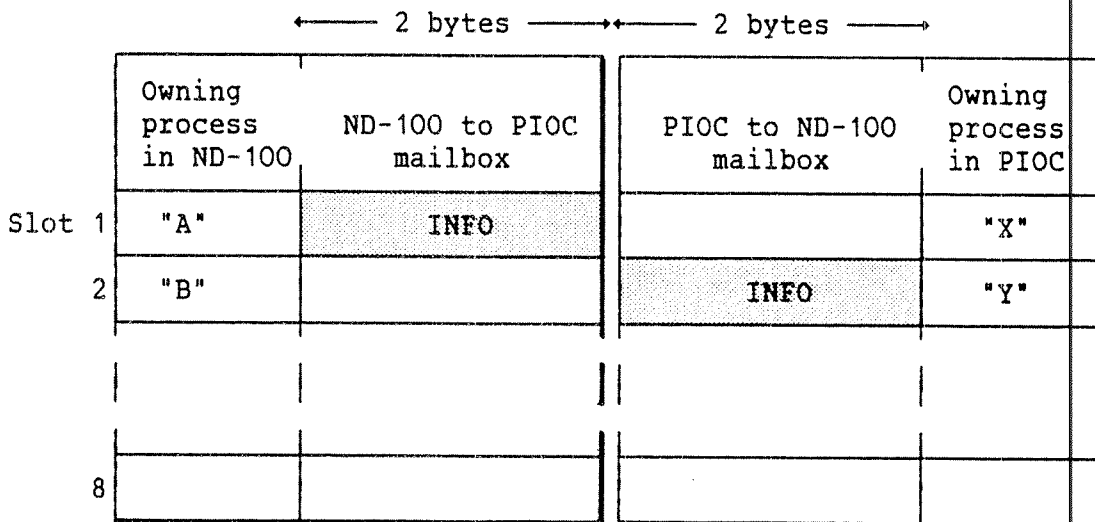 2 bytes 2 bytes
Owning process in ND-100
ND-100 to PIOC mailbox
PIOC to ND-100 mailbox
Owning process in PIOC
Slot 1 "A" INFO "X"
2 "B" INFO "Y"
8